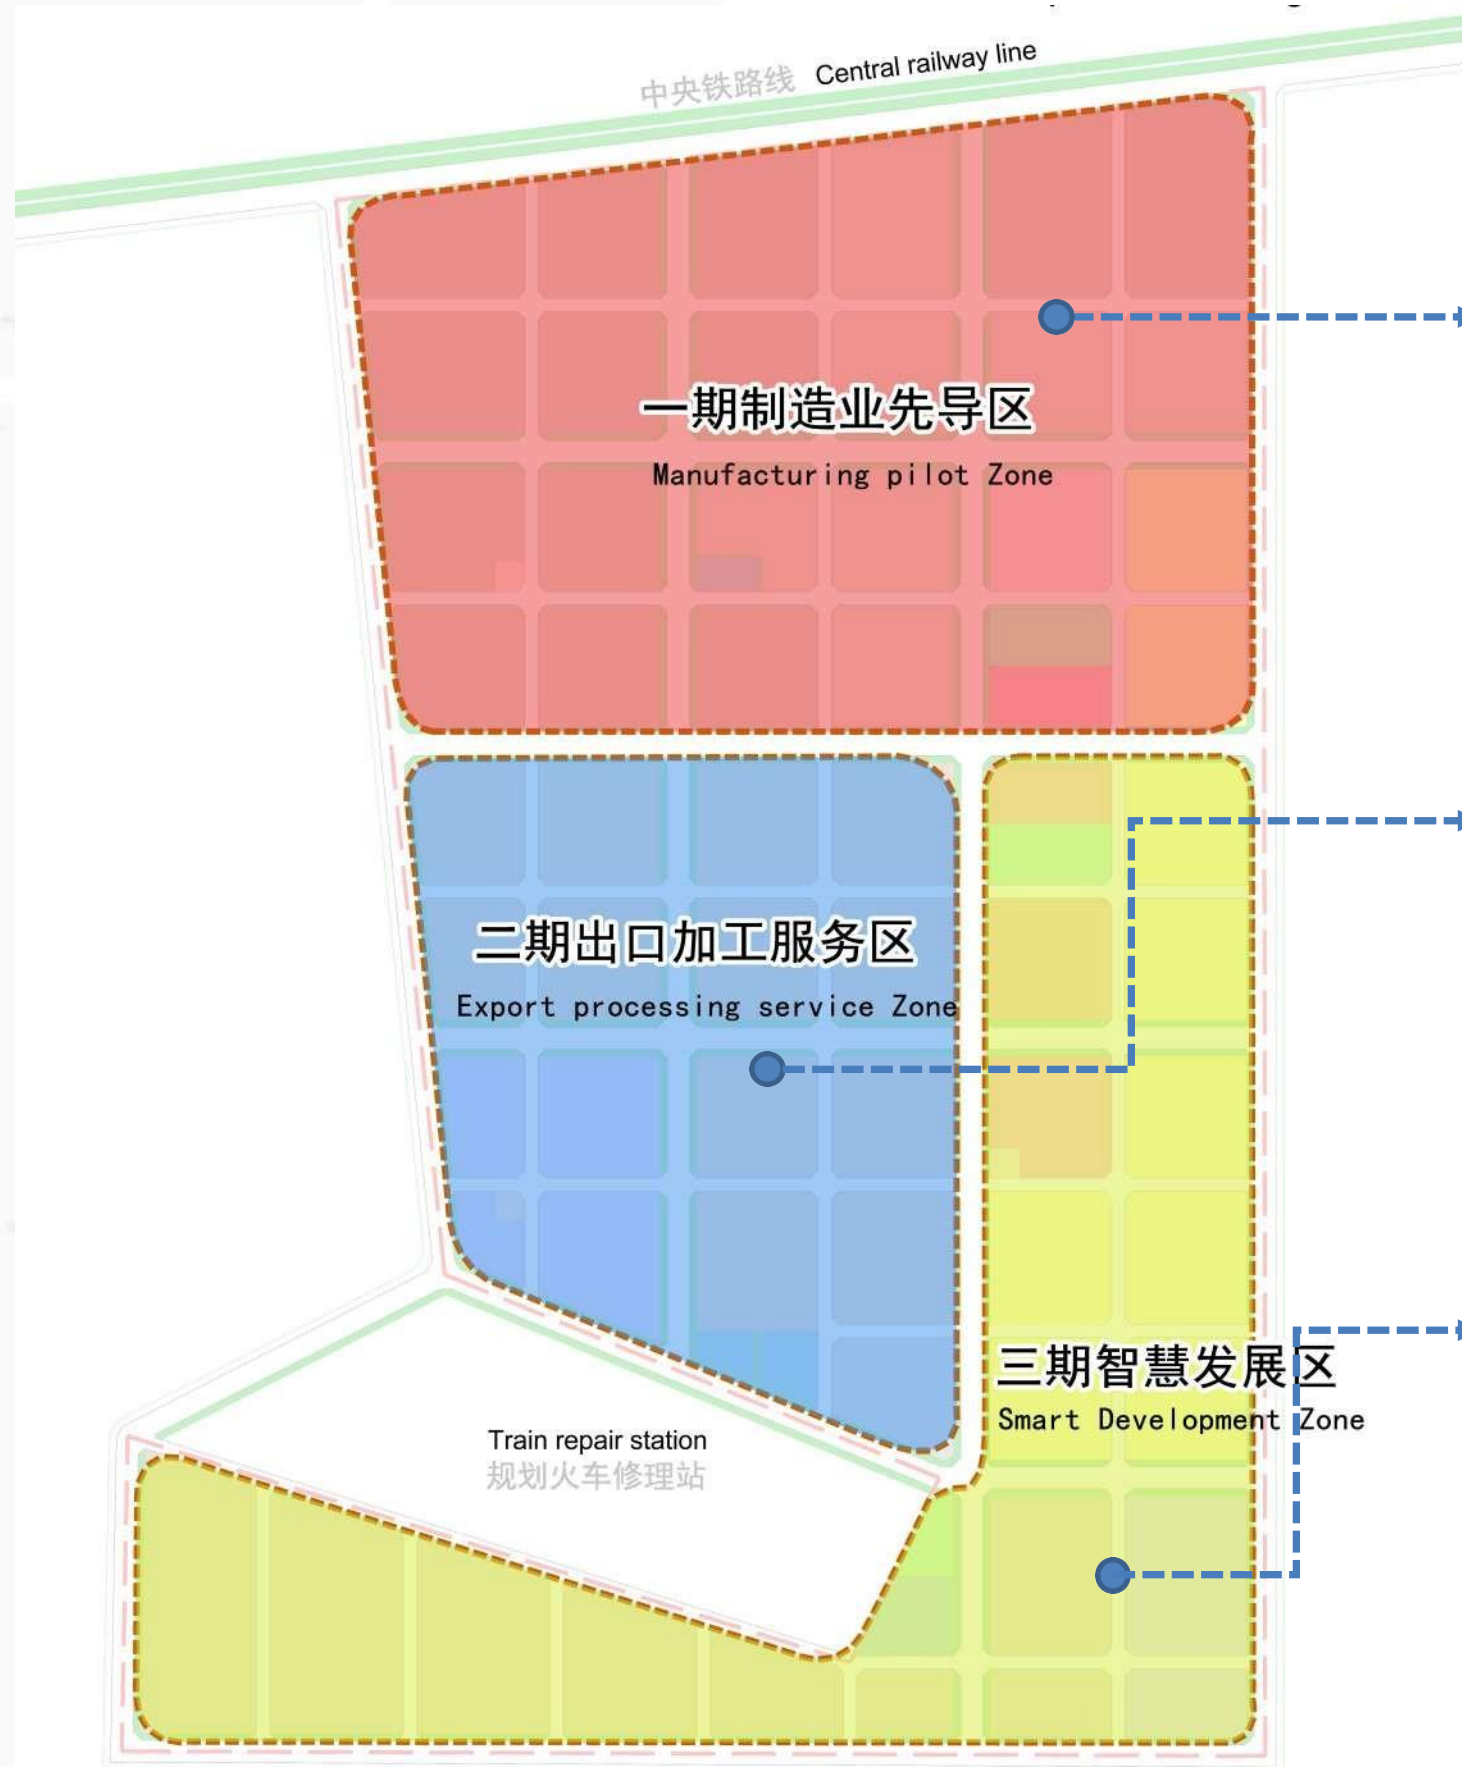 中央铁路线 Central railway line
一期制造业先导区
Manufacturing pilot Zone
二期出口加工服务区
Export processing service Zone
三期智慧发展区
Smart Development Zone
Train repair station
规划火车修理站